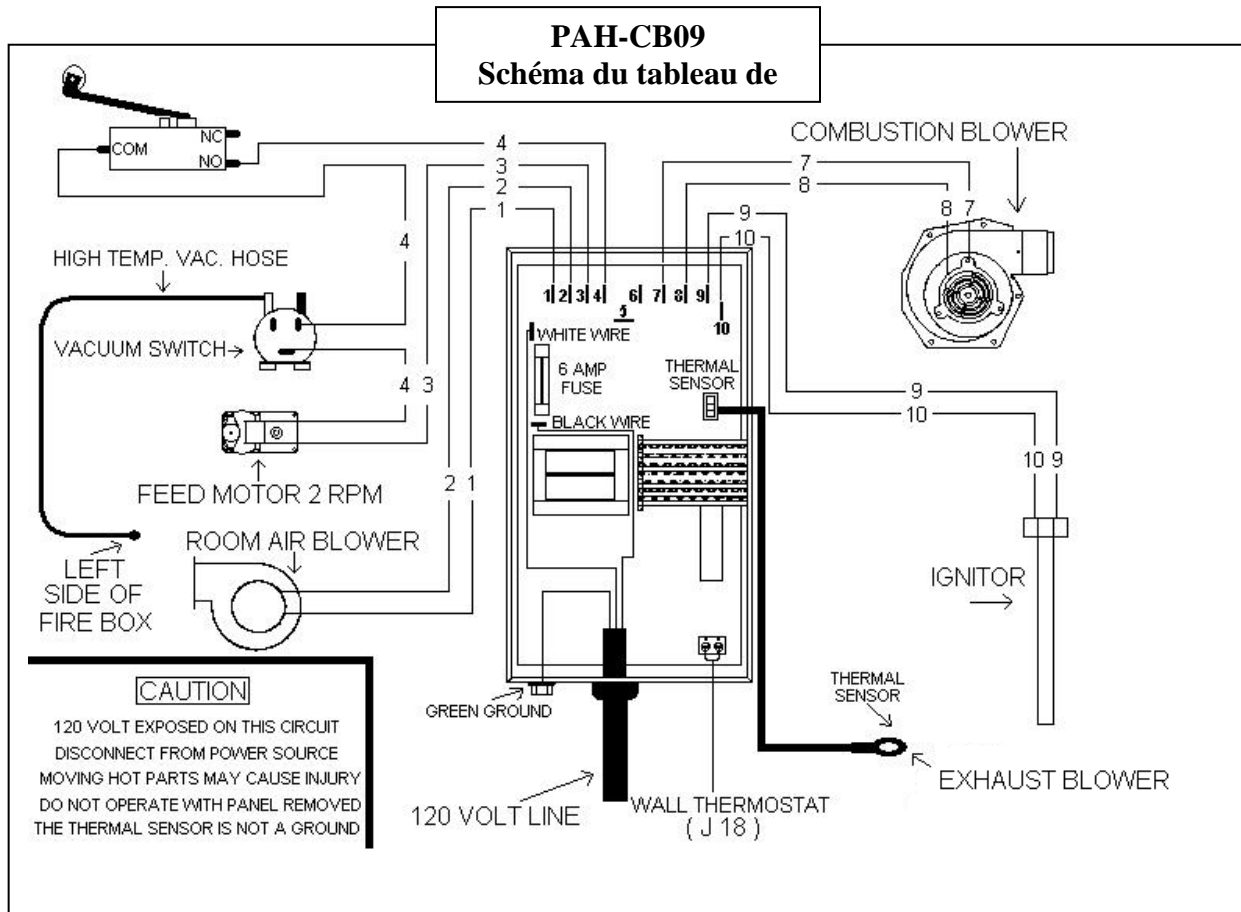 PAH-CB09
Schéma du tableau de
COMBUSTION BLOWER
NC
COM
NO
4
3
2
1
7
8
8 7
9
10
4
HIGH TEMP. VAC. HOSE
VACUUM SWITCH
1 2 3 4 5 6 7 8 9 10
WHITE WIRE
6 AMP
FUSE
THERMAL
SENSOR
BLACK WIRE
4 3
9
10
10 9
FEED MOTOR 2 RPM
2 1
ROOM AIR BLOWER
LEFT
SIDE OF
FIRE BOX
IGNITOR
CAUTION
120 VOLT EXPOSED ON THIS CIRCUIT
DISCONNECT FROM POWER SOURCE
MOVING HOT PARTS MAY CAUSE INJURY
DO NOT OPERATE WITH PANEL REMOVED
THE THERMAL SENSOR IS NOT A GROUND
GREEN GROUND
120 VOLT LINE
WALL THERMOSTAT
( J 18 )
THERMAL
SENSOR
EXHAUST BLOWER